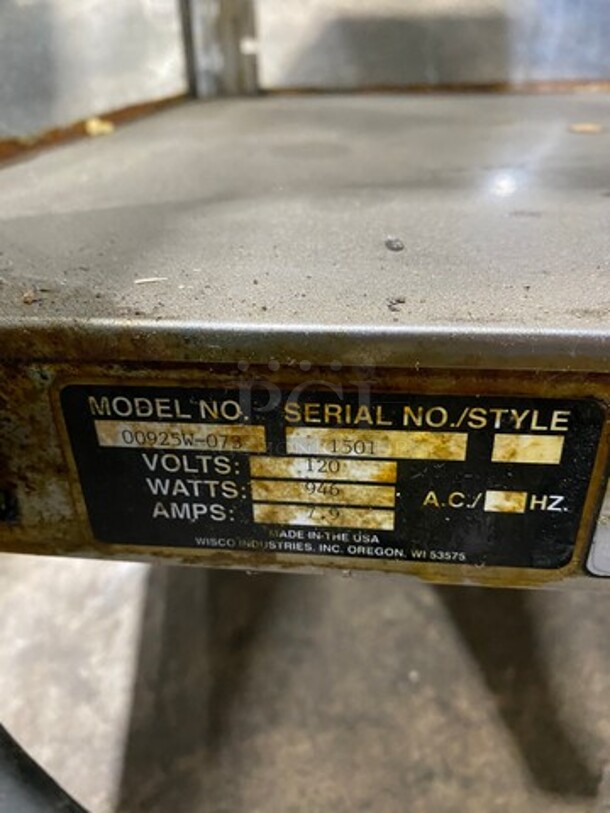 MODEL NO. SERIAL NO./STYLE
00925W-073 1501
VOLTS: 120
WATTS: 946 A.C./ HZ.
AMPS: 7.9
MADE IN THE USA
WISCO INDUSTRIES, INC. OREGON, WI 53575